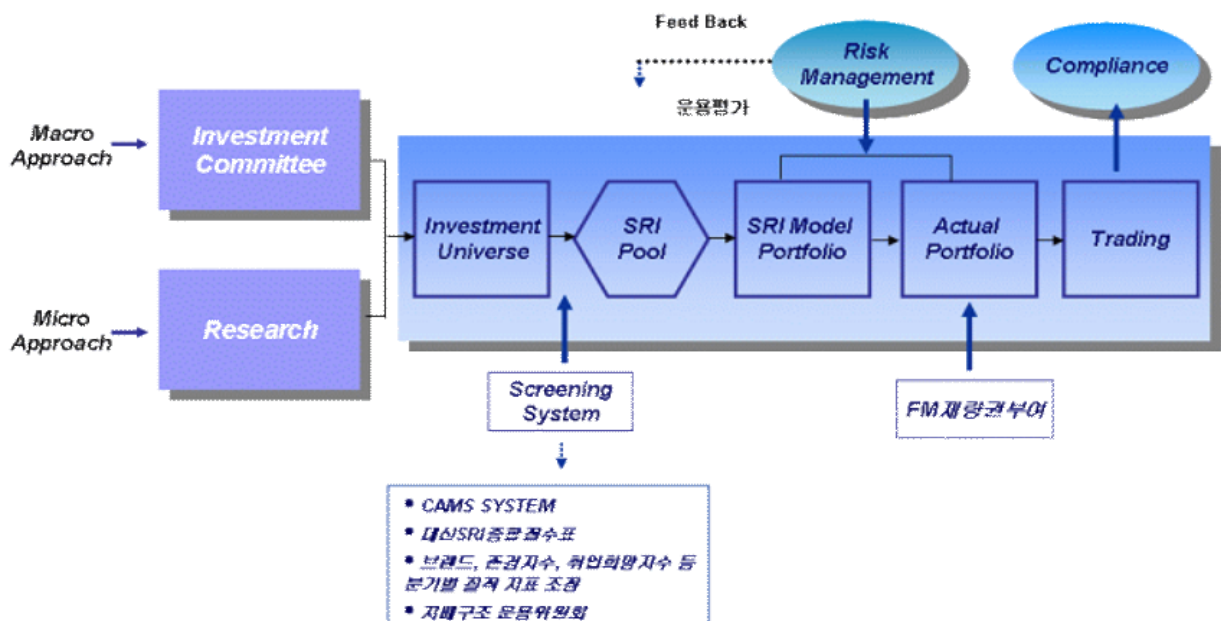 Feed Back
Risk
Management
Compliance
운용평가
Macro
Approach
Investment
Committee
Investment
Universe
SRI
Pool
SRI Model
Portfolio
Actual
Portfolio
Trading
Micro
Approach
Research
Screening
System
FM재량권부여
* CAMS SYSTEM
* 대신SRI종합점수표
* 브랜드, 존경지수, 취업희망지수 등
분기별 질적 지표 조정
* 지배구조 운용위원회